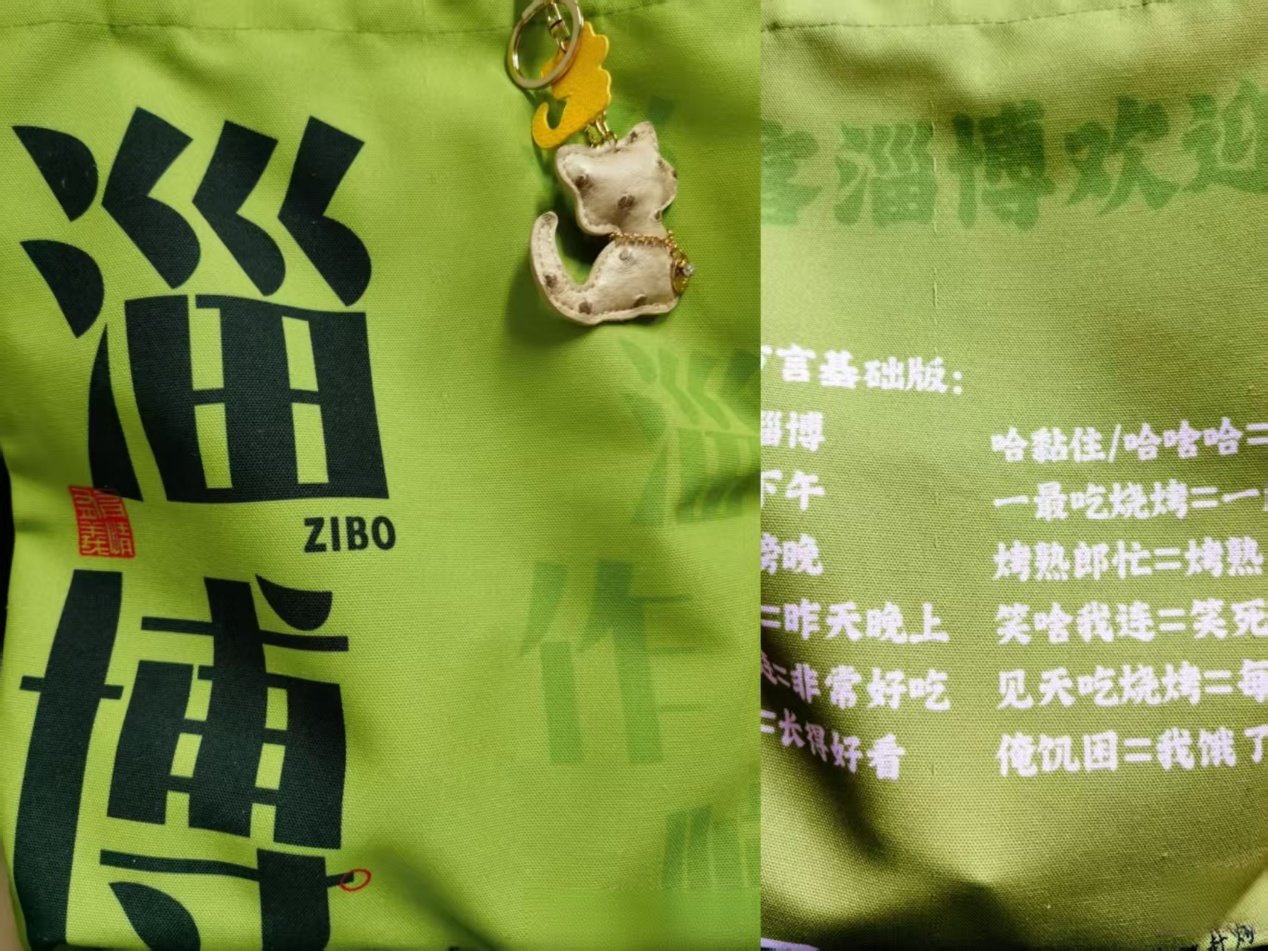 淄
ZIBO
博
淄
作
客淄博欢迎
言基础版：
淄博
下午
傍晚
=昨天晚上
=非常好吃
=长得好看
哈黏住/哈啥哈=
一最吃烧烤=一
烤熟郎忙=烤熟
笑啥我连=笑死
见天吃烧烤=每
俺饥困=我饿了